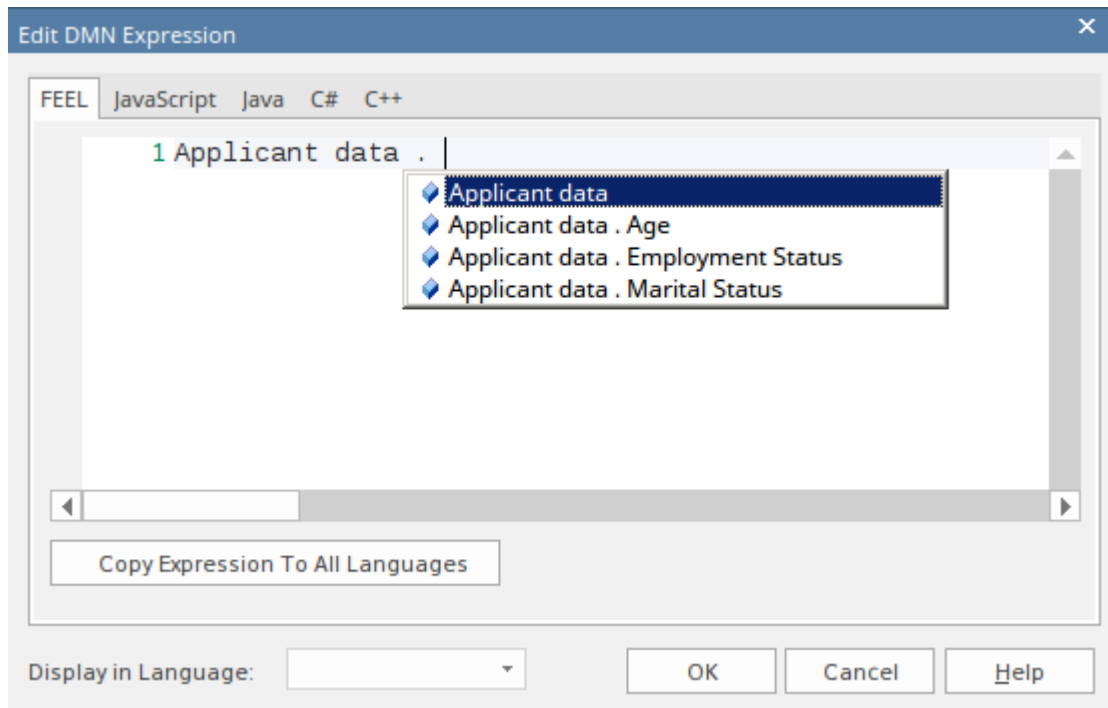 Edit DMN Expression
FEEL JavaScript Java C# C++
1 Applicant data .
Applicant data
Applicant data . Age
Applicant data . Employment Status
Applicant data . Marital Status
Copy Expression To All Languages
Display in Language: OK Cancel Help